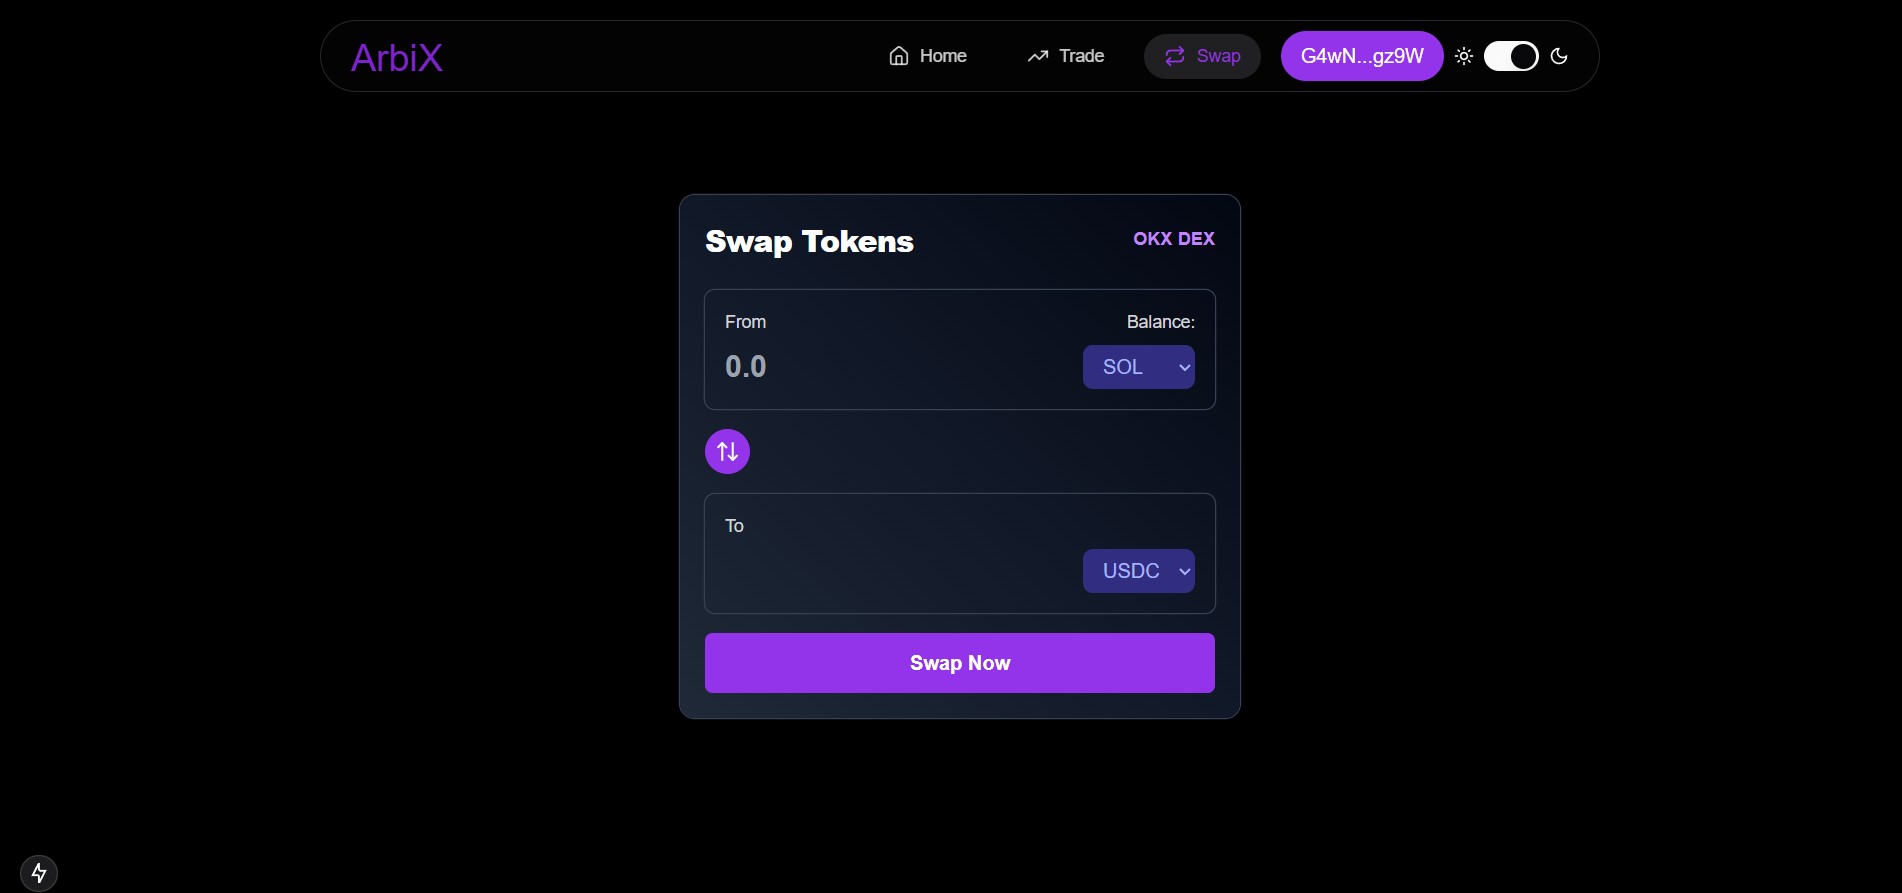 ArbiX
Home
Trade
Swap
G4wN...gz9W
Swap Tokens
OKX DEX
From
Balance:
0.0
SOL
To
USDC
Swap Now